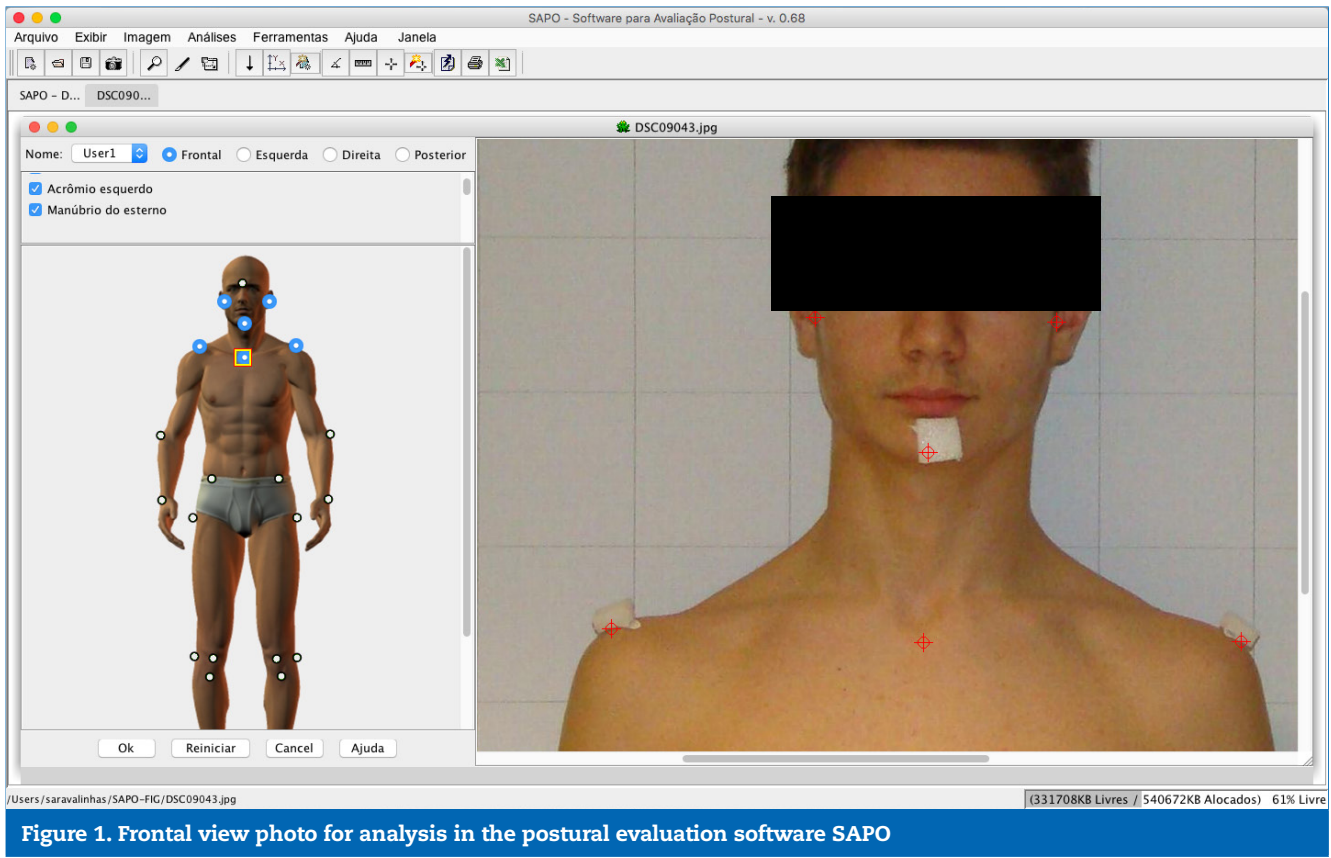 SAPO - Software para Avaliação Postural - v. 0.68
Arquivo Exibir Imagem Análises Ferramentas Ajuda Janela
SAPO – D... DSC090...
DSC09043.jpg
Nome: User1 Frontal Esquerda Direita Posterior
Acrômio esquerdo
Manúbrio do esterno
Ok Reiniciar Cancel Ajuda
/Users/saravalinhas/SAPO-FIG/DSC09043.jpg (331708KB Livres / 540672KB Alocados) 61% Livre
Figure 1. Frontal view photo for analysis in the postural evaluation software SAPO